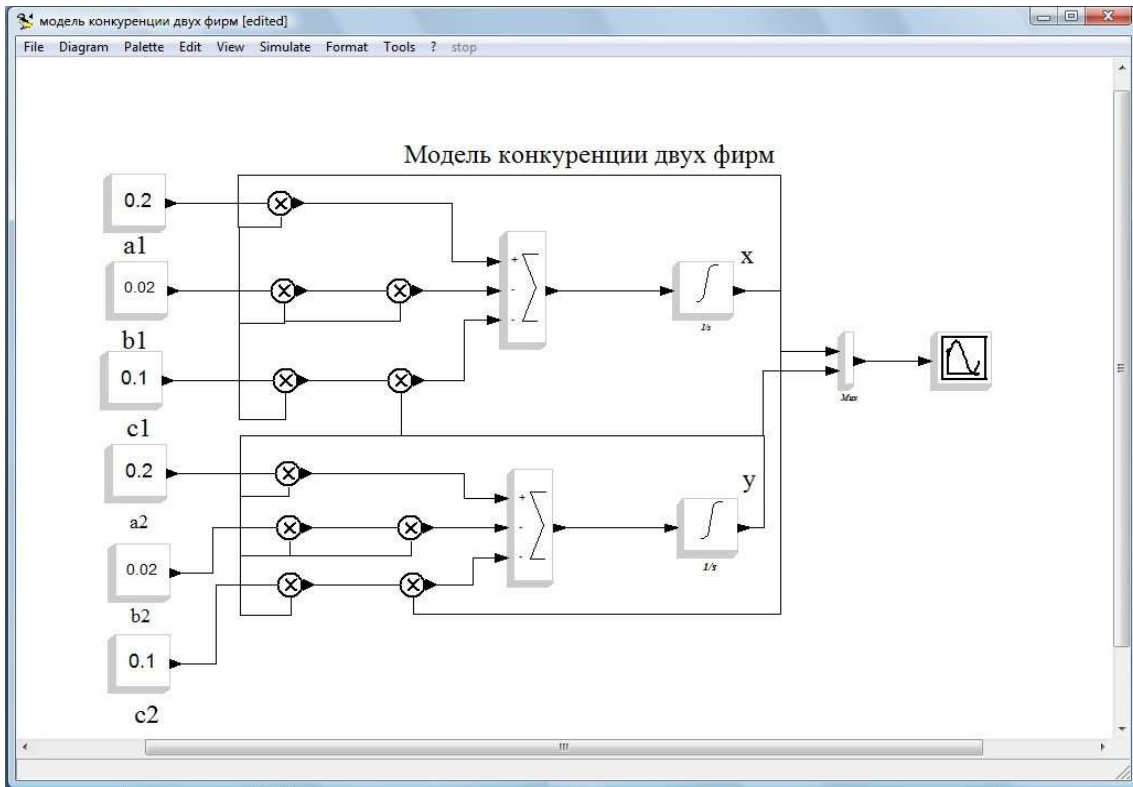 модель конкуренции двух фирм [edited]
File Diagram Palette Edit View Simulate Format Tools ? stop
Модель конкуренции двух фирм
0.2
a1
0.02
b1
0.1
c1
0.2
a2
0.02
b2
0.1
c2
+
-
-
1/s
x
+
-
-
1/s
y
Mux